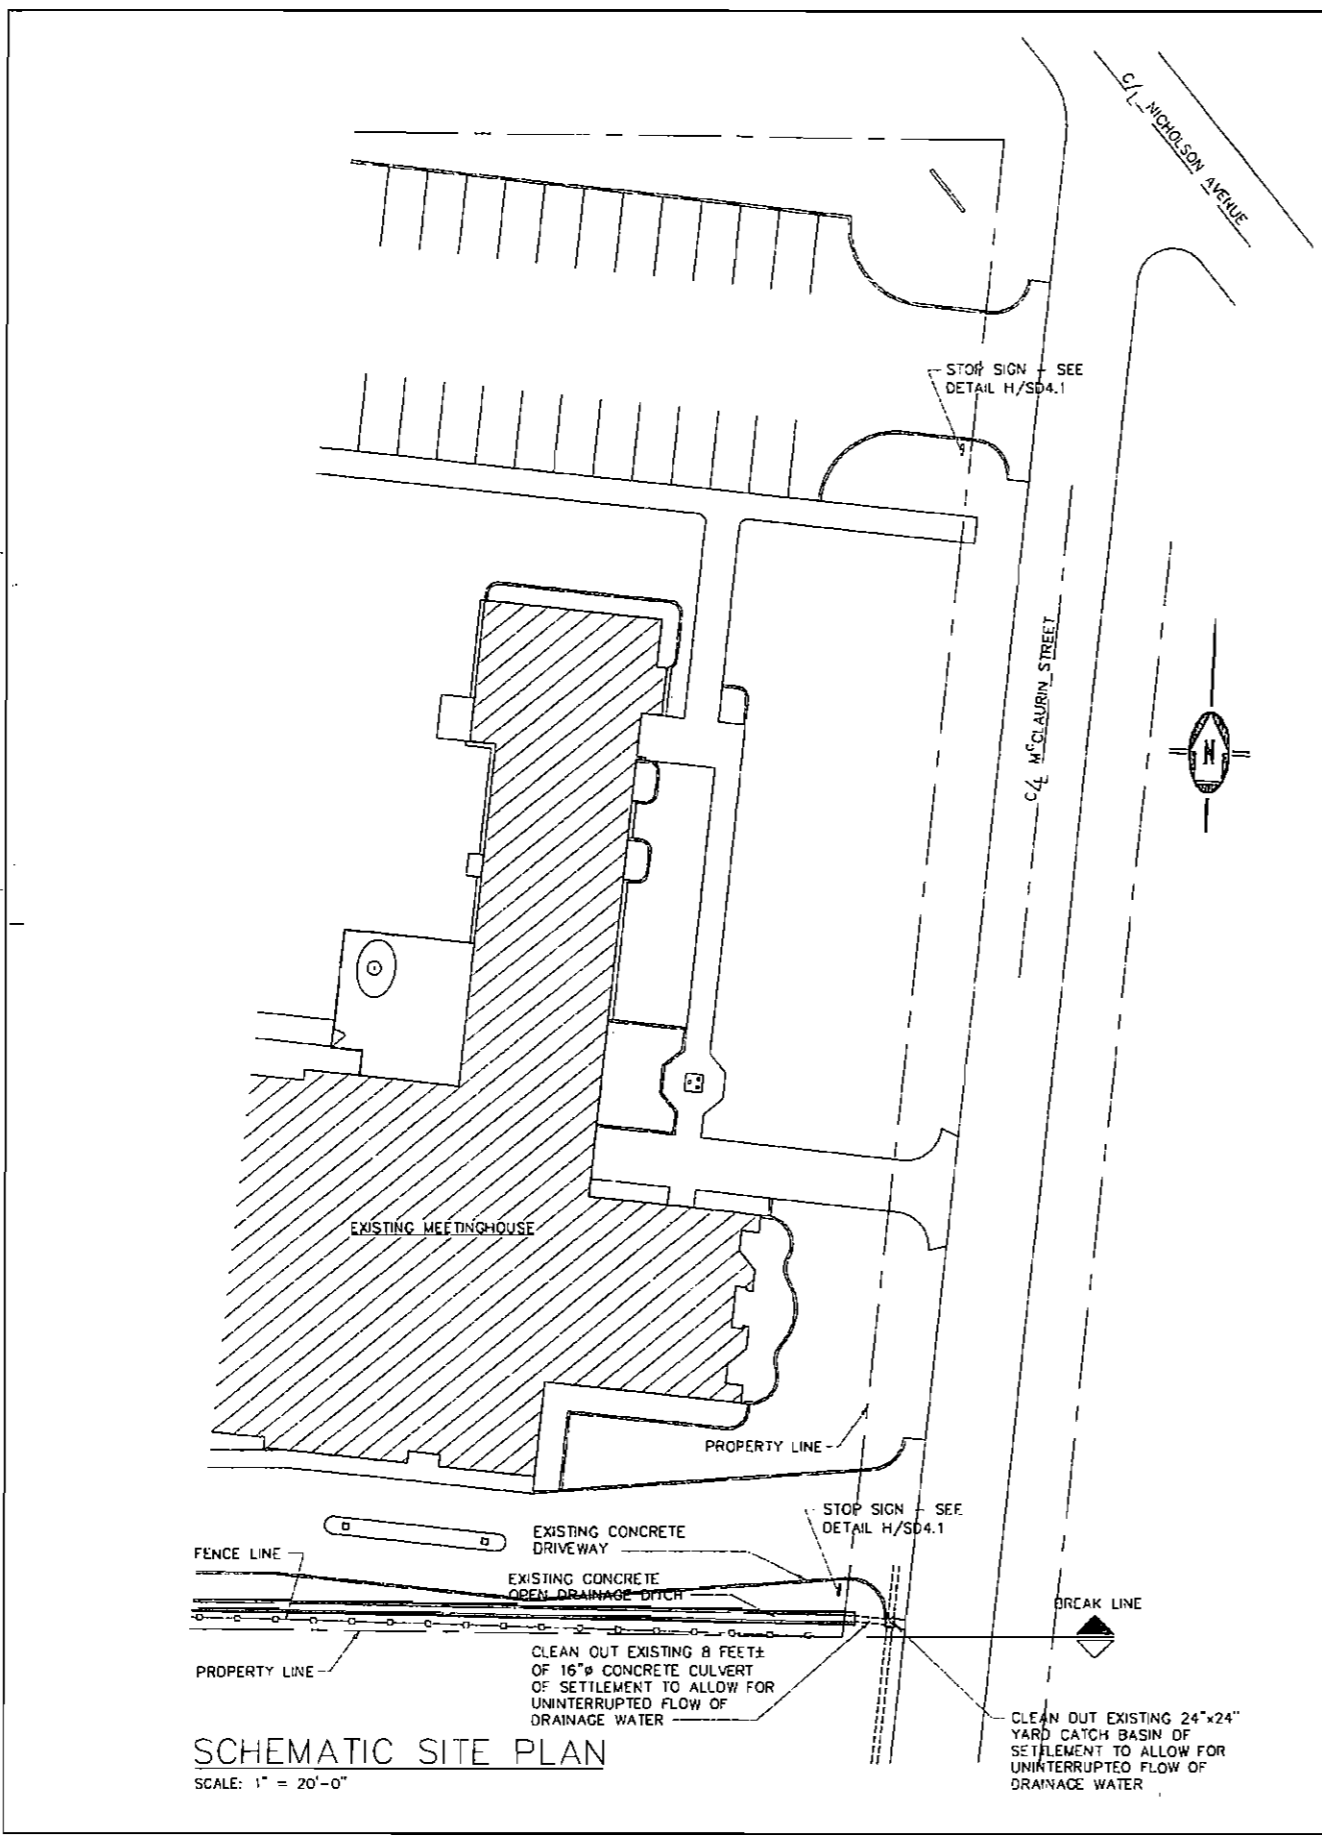 C/L NICHOLSON AVENUE
STOP SIGN - SEE
DETAIL H/SD4.1
C/L McCLAURIN STREET
N
EXISTING MEETINGHOUSE
PROPERTY LINE
STOP SIGN - SEE
DETAIL H/SD4.1
EXISTING CONCRETE
DRIVEWAY
FENCE LINE
EXISTING CONCRETE
OPEN DRAINAGE DITCH
BREAK LINE
CLEAN OUT EXISTING 8 FEET±
OF 16"ø CONCRETE CULVERT
OF SETTLEMENT TO ALLOW FOR
UNINTERRUPTED FLOW OF
DRAINAGE WATER
PROPERTY LINE
CLEAN OUT EXISTING 24"x24"
YARD CATCH BASIN OF
SETTLEMENT TO ALLOW FOR
UNINTERRUPTED FLOW OF
DRAINAGE WATER
SCHEMATIC SITE PLAN
SCALE: 1" = 20'-0"